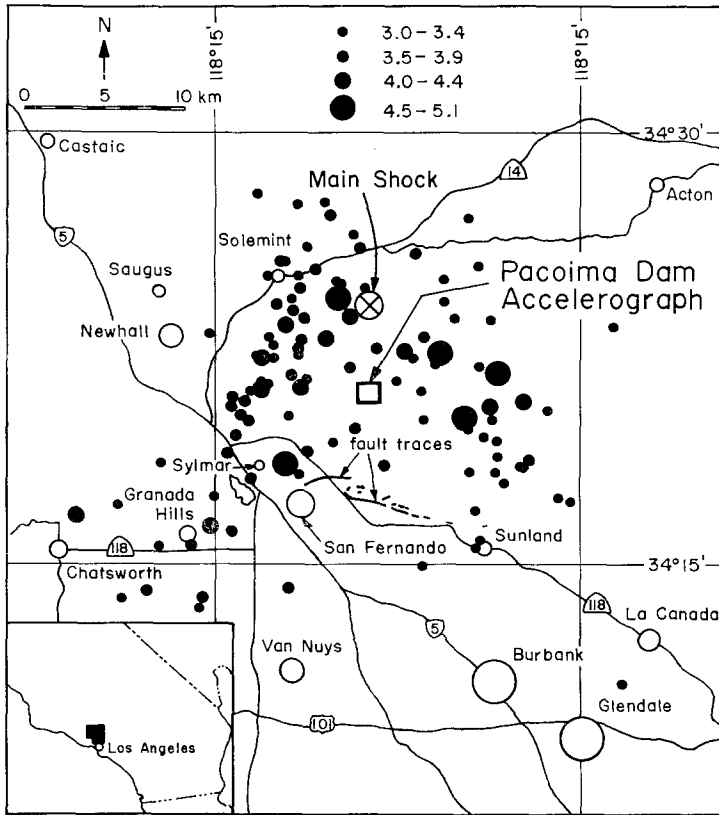 N
118°15'
118°15'
3.0 – 3.4
3.5 – 3.9
4.0 – 4.4
4.5 – 5.1
0 5 10 km
34°30'
Castaic
14
Main Shock
Acton
5
Solemint
Saugus
Pacoima Dam
Accelerograph
Newhall
fault traces
Sylmar
Granada
Hills
San Fernando
Sunland
118
34°15'
Chatsworth
118
La Canada
5
Van Nuys
Burbank
Glendale
101
Los Angeles